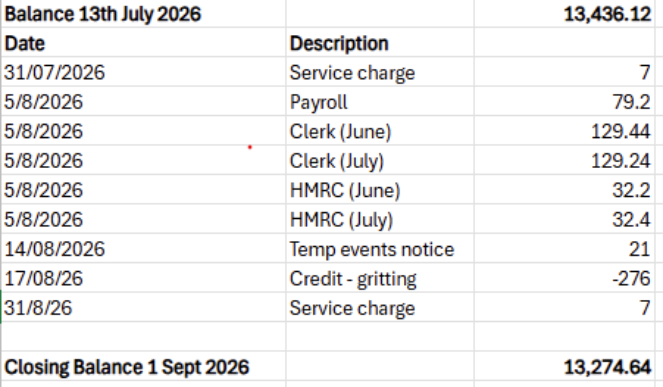 Balance 13th July 2026 13,436.12
Date Description
31/07/2026 Service charge 7
5/8/2026 Payroll 79.2
5/8/2026 Clerk (June) 129.44
5/8/2026 Clerk (July) 129.24
5/8/2026 HMRC (June) 32.2
5/8/2026 HMRC (July) 32.4
14/08/2026 Temp events notice 21
17/08/26 Credit - gritting -276
31/8/26 Service charge 7
Closing Balance 1 Sept 2026 13,274.64